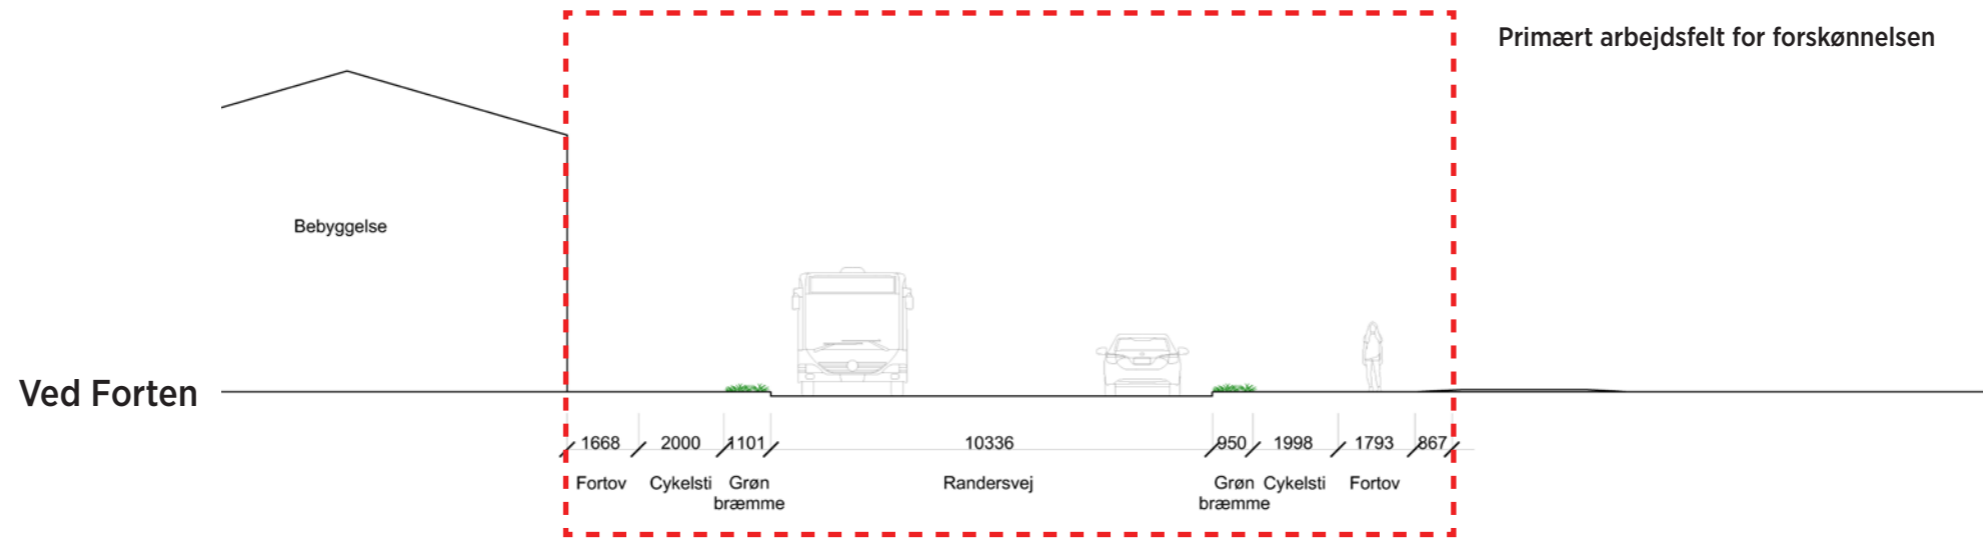 Primært arbejdsfelt for forskønnelsen
Bebyggelse
Ved Forten
1668 2000 1101 10336 950 1998 1793 867
Fortov Cykelsti Grøn Randersvej Grøn Cykelsti Fortov
bræmme bræmme